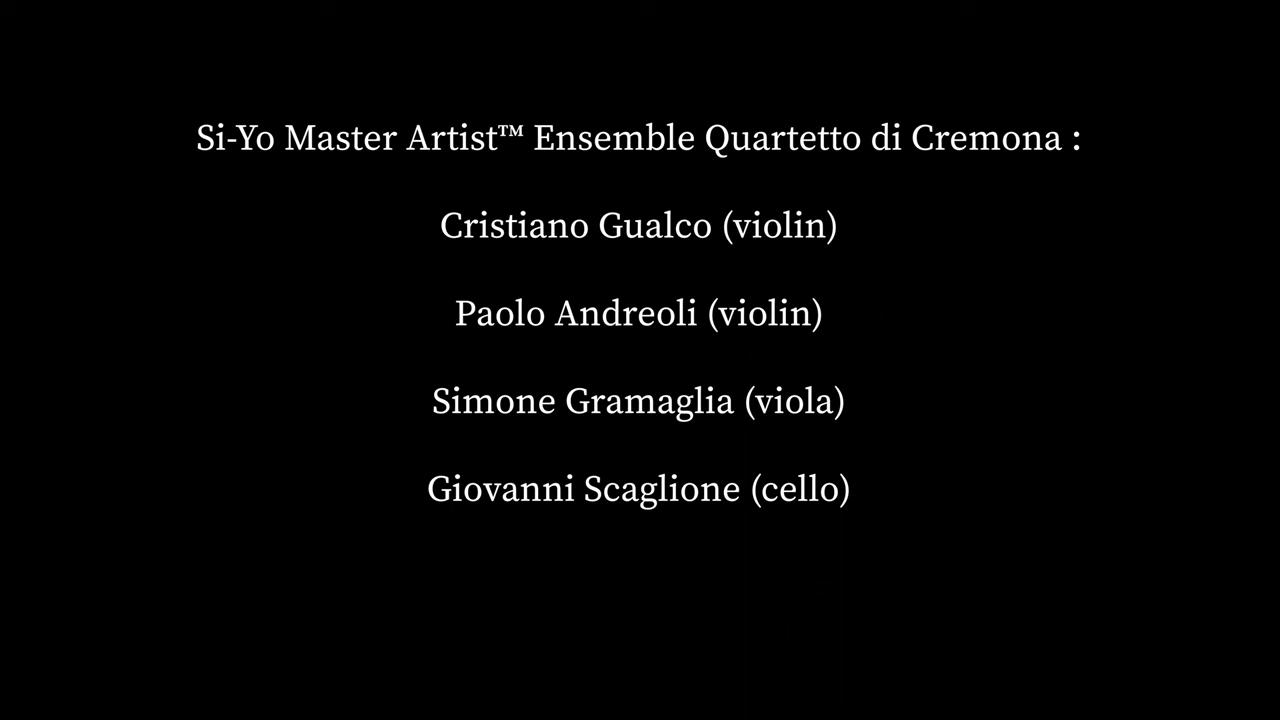 Si-Yo Master Artist™ Ensemble Quartetto di Cremona :
Cristiano Gualco (violin)
Paolo Andreoli (violin)
Simone Gramaglia (viola)
Giovanni Scaglione (cello)